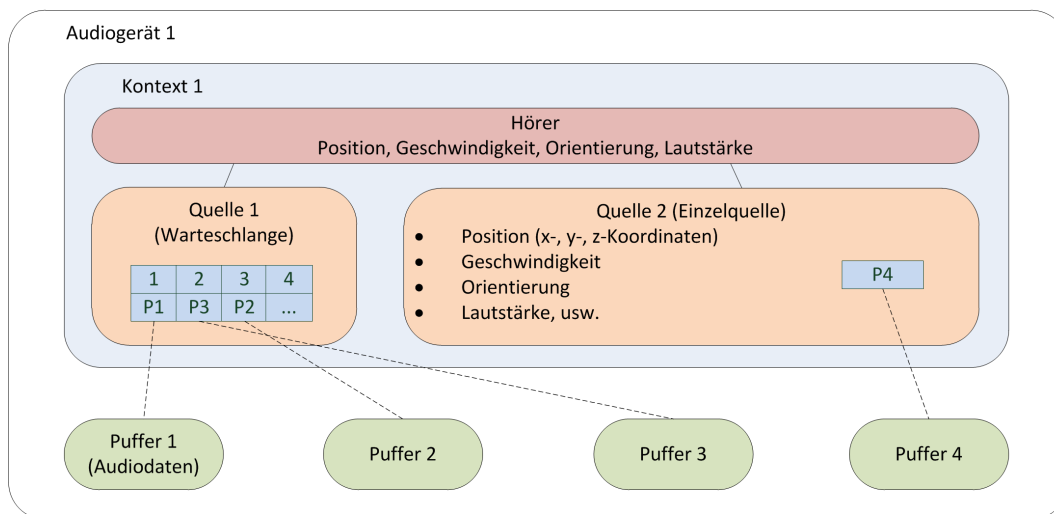 Audiogerät 1
Kontext 1
Hörer
Position, Geschwindigkeit, Orientierung, Lautstärke
Quelle 1
(Warteschlange)
1 2 3 4
P1 P3 P2 ...
Quelle 2 (Einzelquelle)
• Position (x-, y-, z-Koordinaten)
• Geschwindigkeit
• Orientierung
• Lautstärke, usw.
P4
Puffer 1
(Audiodaten)
Puffer 2
Puffer 3
Puffer 4